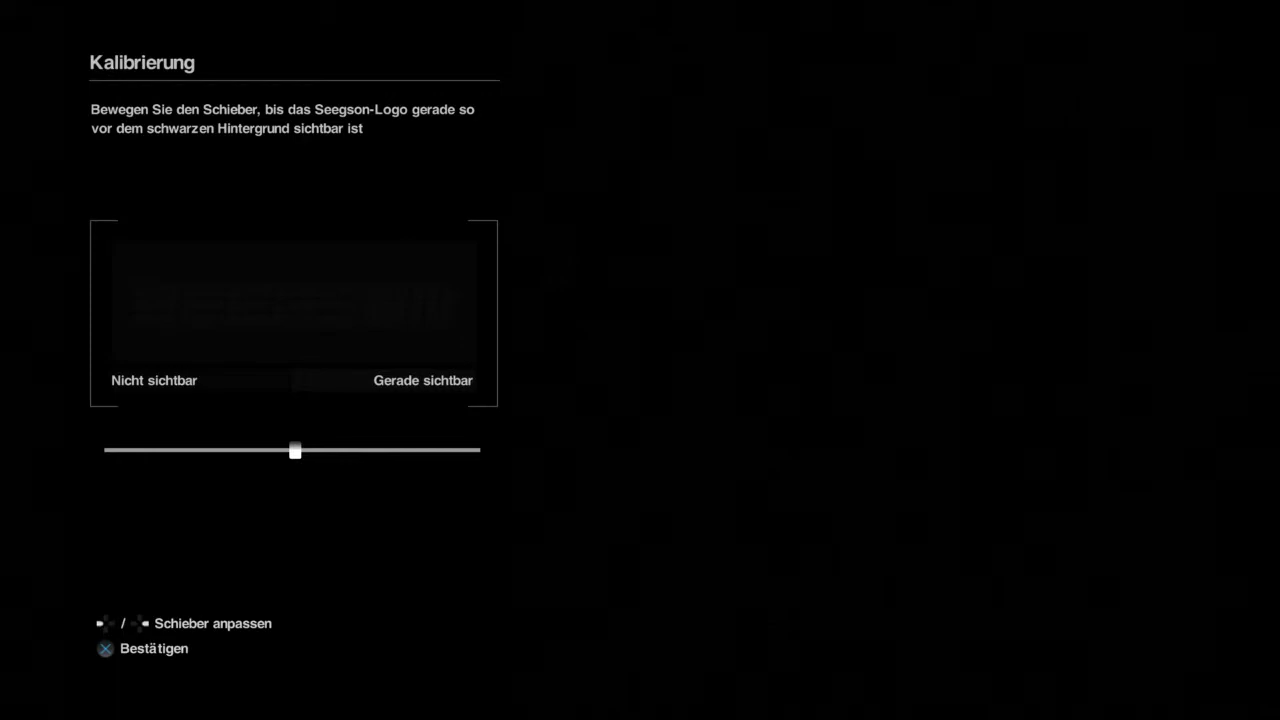 Kalibrierung
Bewegen Sie den Schieber, bis das Seegson-Logo gerade so
vor dem schwarzen Hintergrund sichtbar ist
Nicht sichtbar
Gerade sichtbar
/ Schieber anpassen
Bestätigen